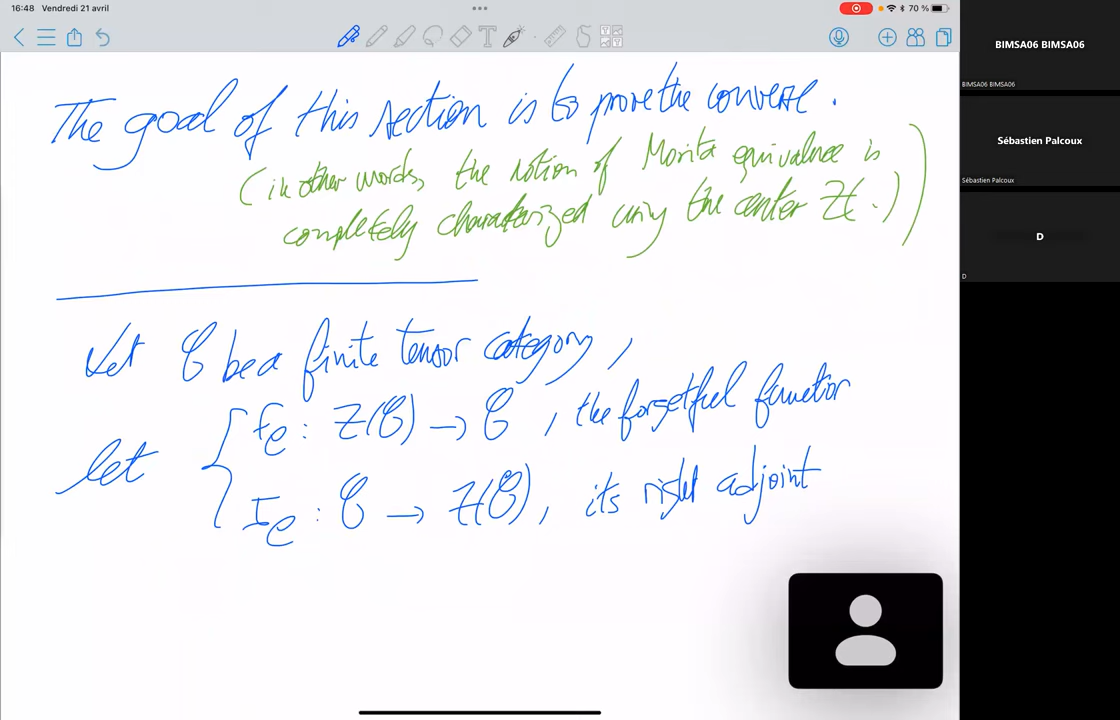 16:48 Vendredi 21 avril
70 %
The goal of this section is to prove the converse.
(in other words, the notion of Morita equivalence is
completely characterized using the center Z(.))
Let C be a finite tensor category,
let { F_C : Z(C) → C, the forgetful functor
I_C : C → Z(C), its right adjoint
BIMSA06 BIMSA06
BIMSA06 BIMSA06
Sébastien Palcoux
Sébastien Palcoux
D
D